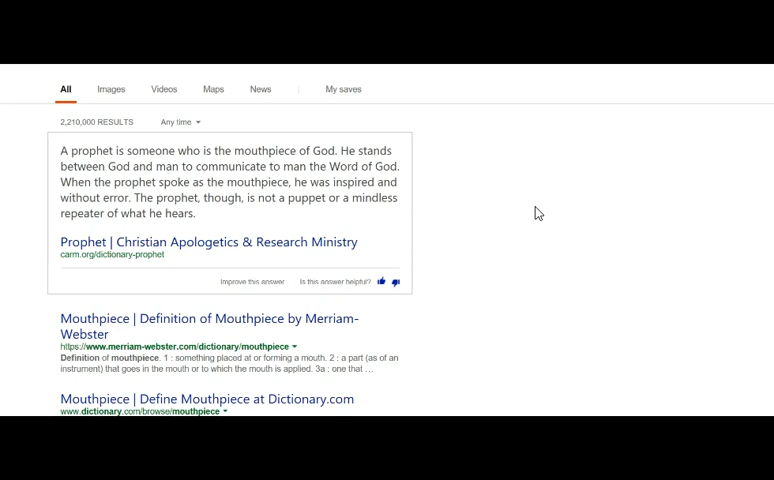 All Images Videos Maps News | My saves
2,210,000 RESULTS Any time
A prophet is someone who is the mouthpiece of God. He stands
between God and man to communicate to man the Word of God.
When the prophet spoke as the mouthpiece, he was inspired and
without error. The prophet, though, is not a puppet or a mindless
repeater of what he hears.
Prophet | Christian Apologetics & Research Ministry
carm.org/dictionary-prophet
Improve this answer Is this answer helpful?
Mouthpiece | Definition of Mouthpiece by Merriam-
Webster
https://www.merriam-webster.com/dictionary/mouthpiece
Definition of mouthpiece. 1 : something placed at or forming a mouth. 2 : a part (as of an
instrument) that goes in the mouth or to which the mouth is applied. 3a : one that …
Mouthpiece | Define Mouthpiece at Dictionary.com
www.dictionary.com/browse/mouthpiece